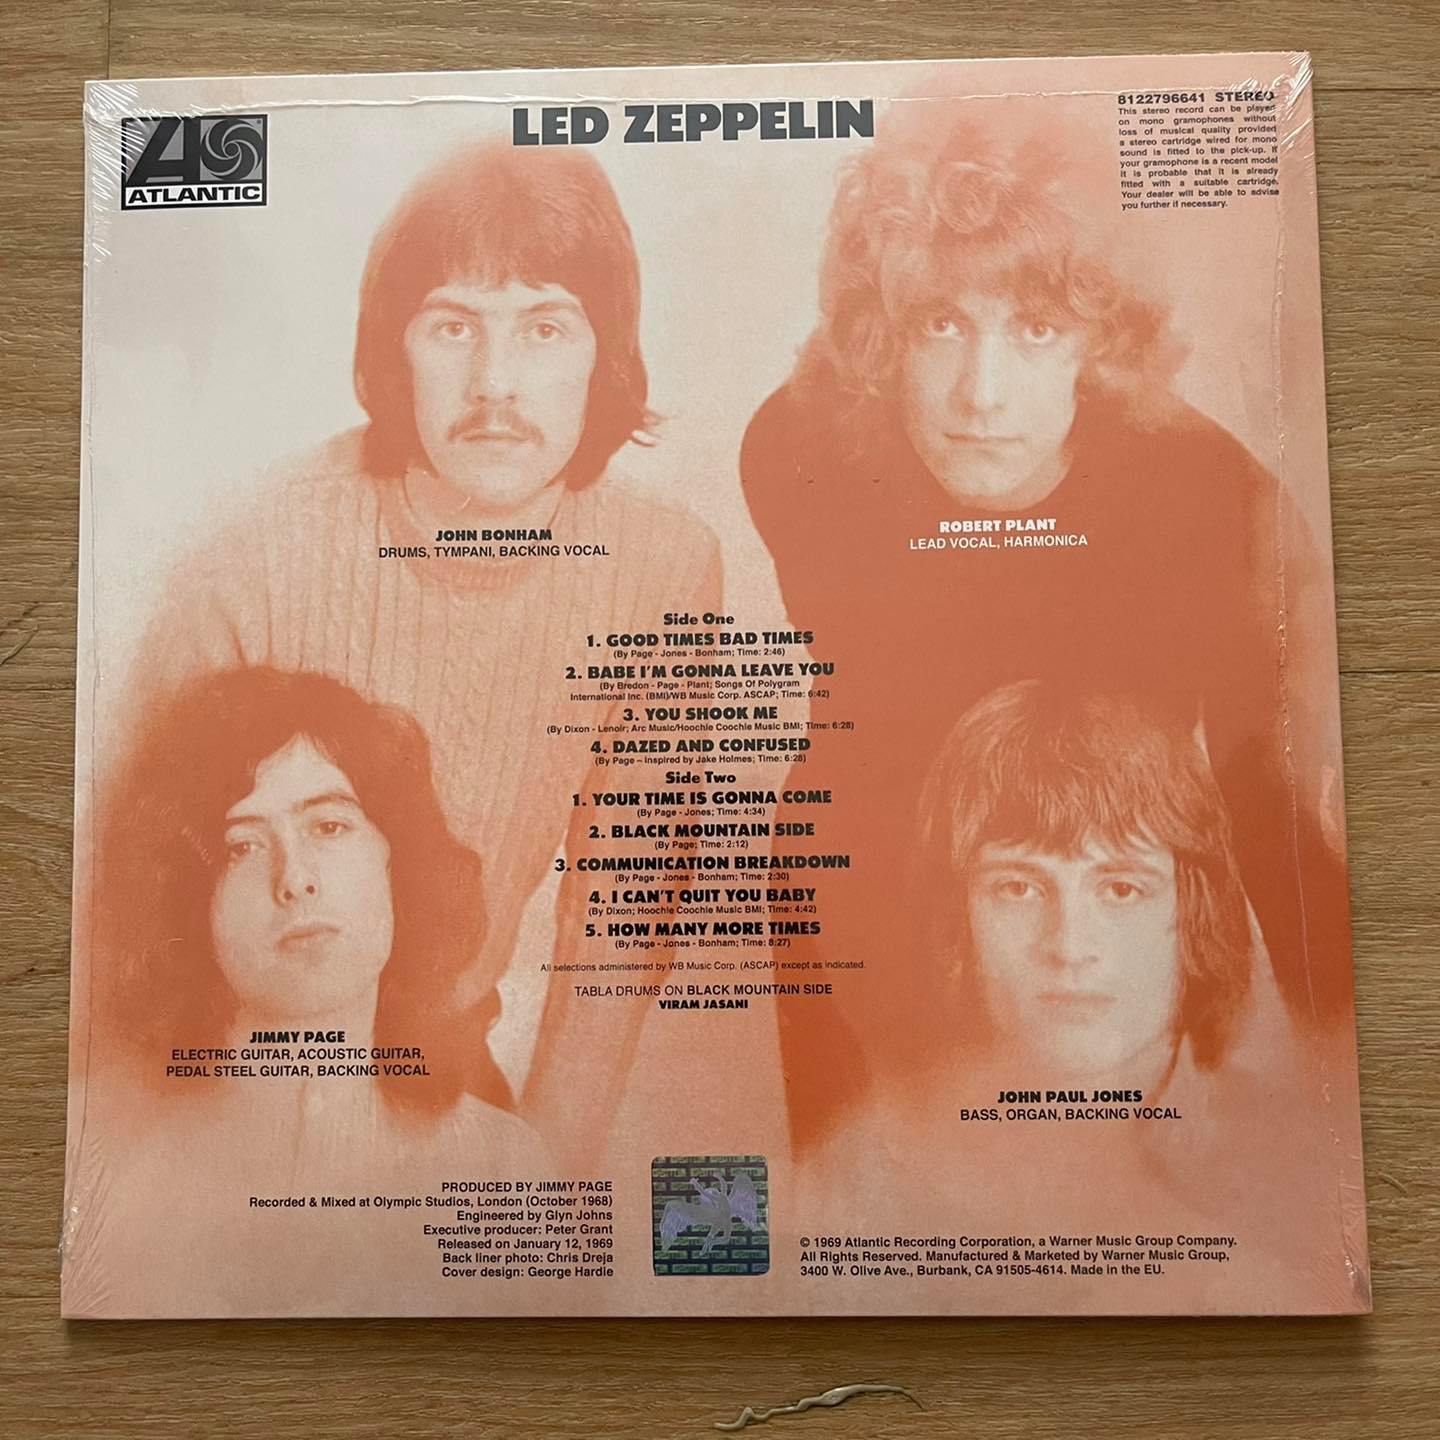 ATLANTIC
LED ZEPPELIN
8122796641 STEREO
This stereo record can be played
on mono gramophones without
loss of musical quality provided
a stereo cartridge wired for mono
sound is fitted to the pick-up. If
your gramophone is a recent model
it is probable that it is already
fitted with a suitable cartridge.
Your dealer will be able to advise
you further if necessary.
JOHN BONHAM
DRUMS, TYMPANI, BACKING VOCAL
ROBERT PLANT
LEAD VOCAL, HARMONICA
Side One
1. GOOD TIMES BAD TIMES
(By Page - Jones - Bonham; Time: 2:46)
2. BABE I'M GONNA LEAVE YOU
(By Bredon - Page - Plant; Songs Of Polygram
International Inc. (BMI)/WB Music Corp. ASCAP; Time: 6:42)
3. YOU SHOOK ME
(By Dixon - Lenoir; Arc Music/Hoochie Coochie Music BMI; Time: 6:28)
4. DAZED AND CONFUSED
(By Page – Inspired by Jake Holmes; Time: 6:28)
Side Two
1. YOUR TIME IS GONNA COME
(By Page - Jones; Time: 4:34)
2. BLACK MOUNTAIN SIDE
(By Page; Time: 2:12)
3. COMMUNICATION BREAKDOWN
(By Page - Jones - Bonham; Time: 2:30)
4. I CAN'T QUIT YOU BABY
(By Dixon; Hoochie Coochie Music BMI; Time: 4:42)
5. HOW MANY MORE TIMES
(By Page - Jones - Bonham; Time: 8:27)
All selections administered by WB Music Corp. (ASCAP) except as indicated.
TABLA DRUMS ON BLACK MOUNTAIN SIDE
VIRAM JASANI
JIMMY PAGE
ELECTRIC GUITAR, ACOUSTIC GUITAR,
PEDAL STEEL GUITAR, BACKING VOCAL
JOHN PAUL JONES
BASS, ORGAN, BACKING VOCAL
PRODUCED BY JIMMY PAGE
Recorded & Mixed at Olympic Studios, London (October 1968)
Engineered by Glyn Johns
Executive producer: Peter Grant
Released on January 12, 1969
Back liner photo: Chris Dreja
Cover design: George Hardie
© 1969 Atlantic Recording Corporation, a Warner Music Group Company.
All Rights Reserved. Manufactured & Marketed by Warner Music Group,
3400 W. Olive Ave., Burbank, CA 91505-4614. Made in the EU.